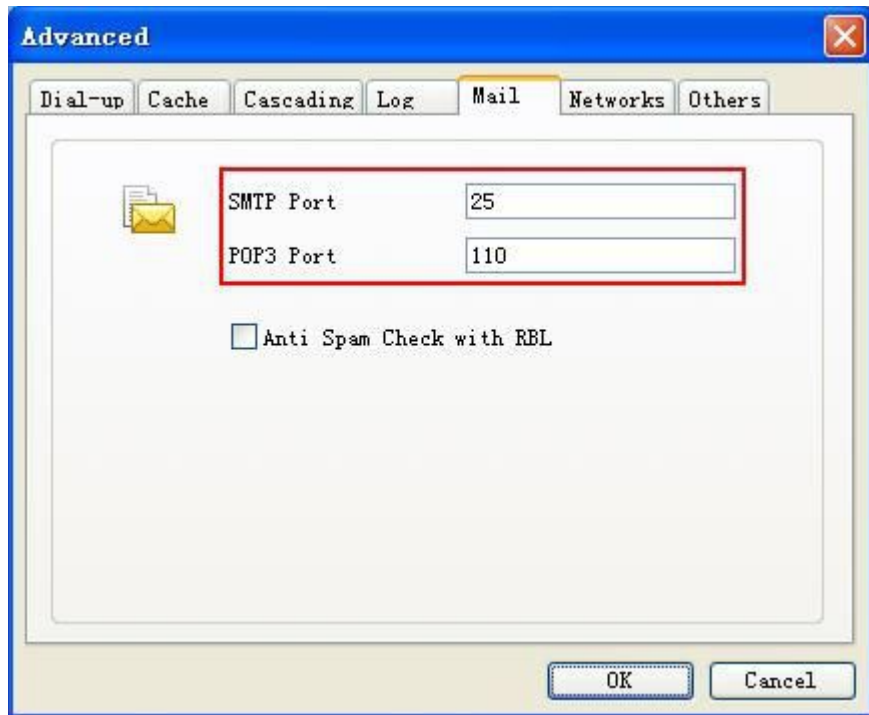 Advanced
Dial-up Cache Cascading Log Mail Networks Others
SMTP Port 25
POP3 Port 110
Anti Spam Check with RBL
OK Cancel